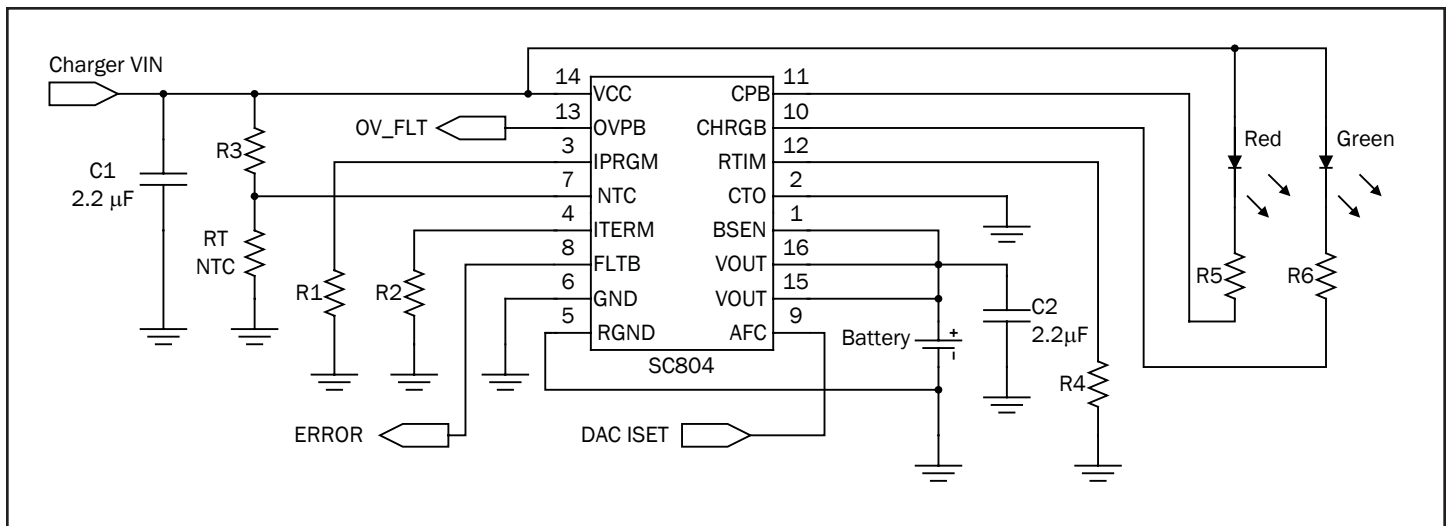 Charger VIN
C1
2.2 μF
R3
RT
NTC
OV_FLT
R1
R2
ERROR
14
13
3
7
4
8
6
5
VCC
OVPB
IPRGM
NTC
ITERM
FLTB
GND
RGND
CPB
CHRGB
RTIM
CTO
BSEN
VOUT
VOUT
AFC
SC804
11
10
12
2
1
16
15
9
DAC ISET
Battery
+
-
C2
2.2μF
R4
Red
Green
R5
R6